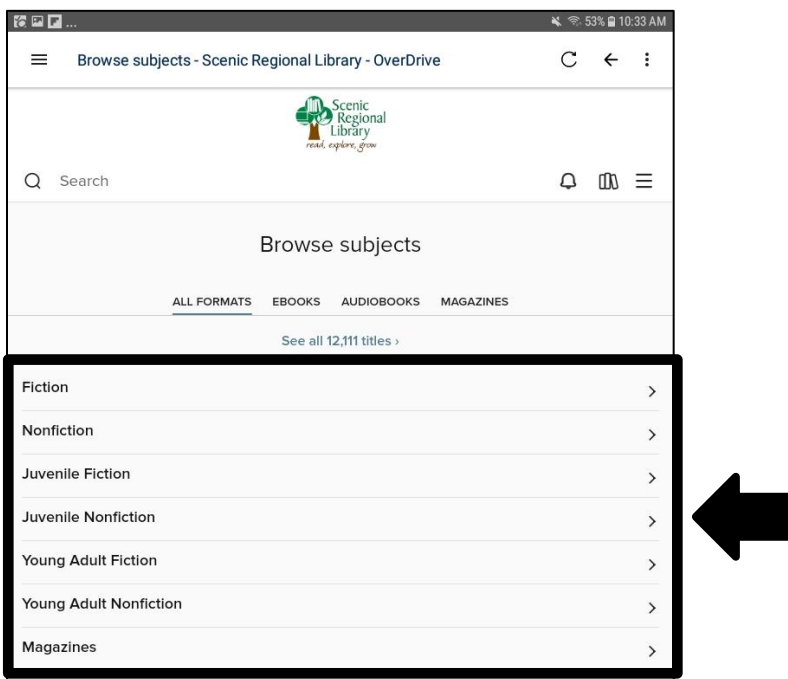 ... 53% 10:33 AM
Browse subjects - Scenic Regional Library - OverDrive
Scenic
Regional
Library
read, explore, grow
Search
Browse subjects
ALL FORMATS EBOOKS AUDIOBOOKS MAGAZINES
See all 12,111 titles ›
Fiction
Nonfiction
Juvenile Fiction
Juvenile Nonfiction
Young Adult Fiction
Young Adult Nonfiction
Magazines